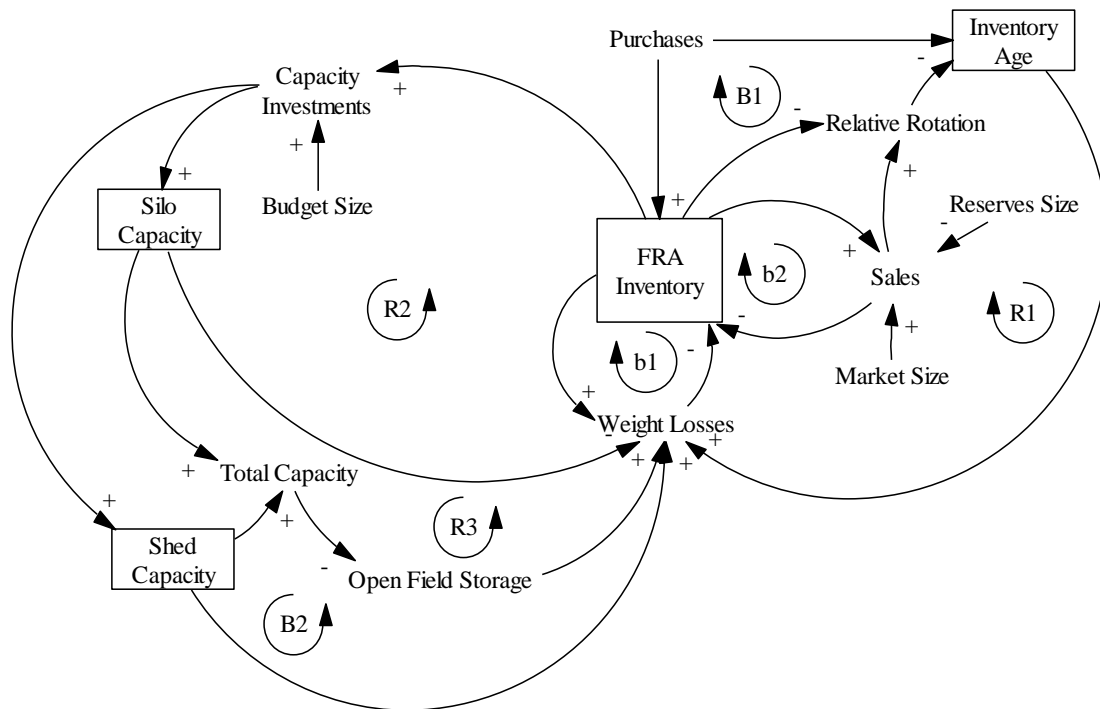 Purchases
Inventory
Age
-
Capacity
Investments
+
B1
-
Relative Rotation
+
+
+
Silo
Capacity
Budget Size
+
Reserves Size
-
+
FRA
Inventory
b2
Sales
R2
-
+
R1
b1
-
Market Size
+
Weight Losses
-
+
+
+
+
Total Capacity
+
+
R3
Shed
Capacity
-
Open Field Storage
B2